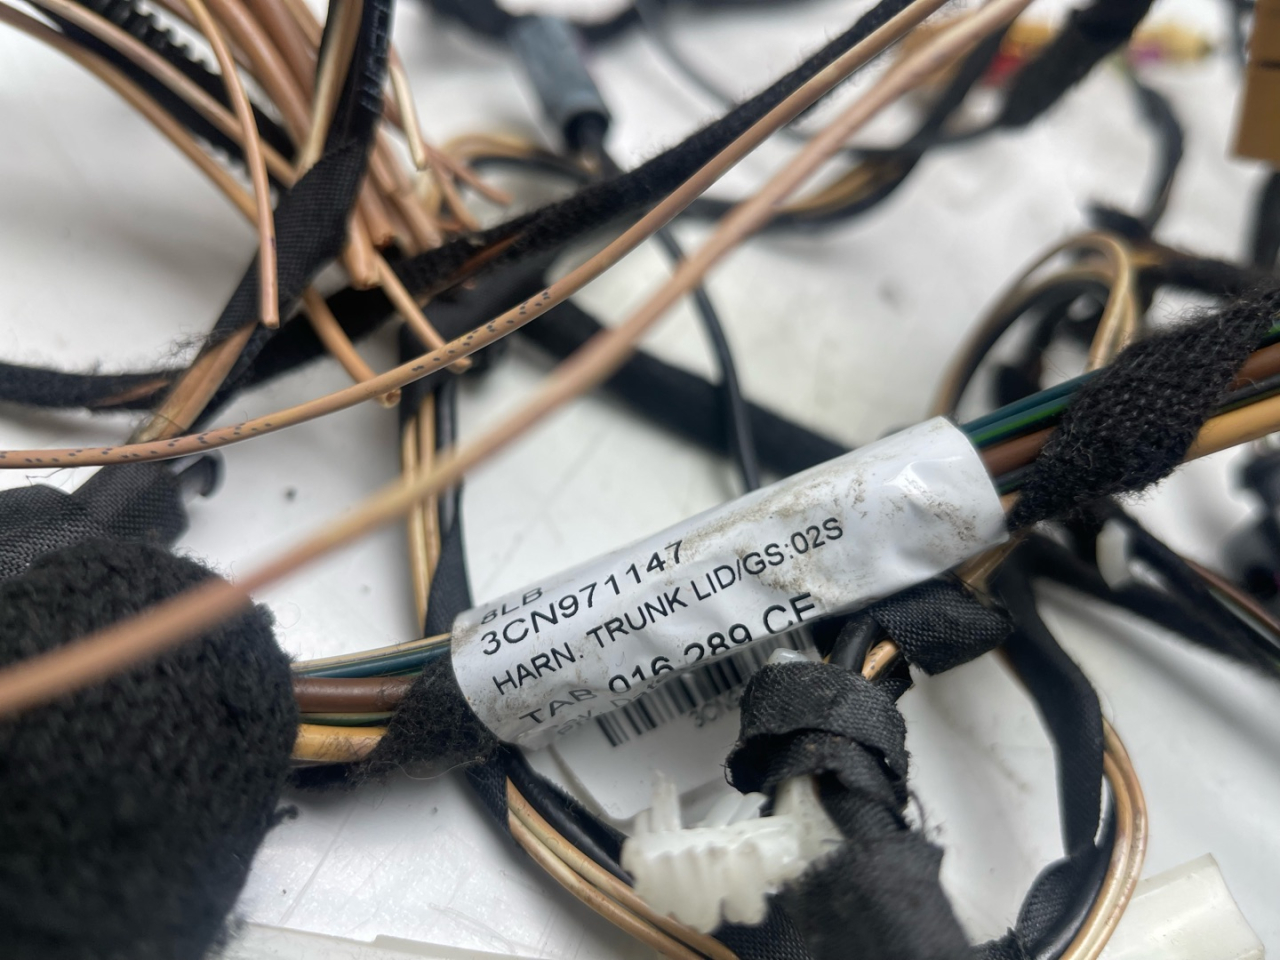 8LB
3CN971147
HARN. TRUNK LID/GS:02S
TAB 016.289 CF